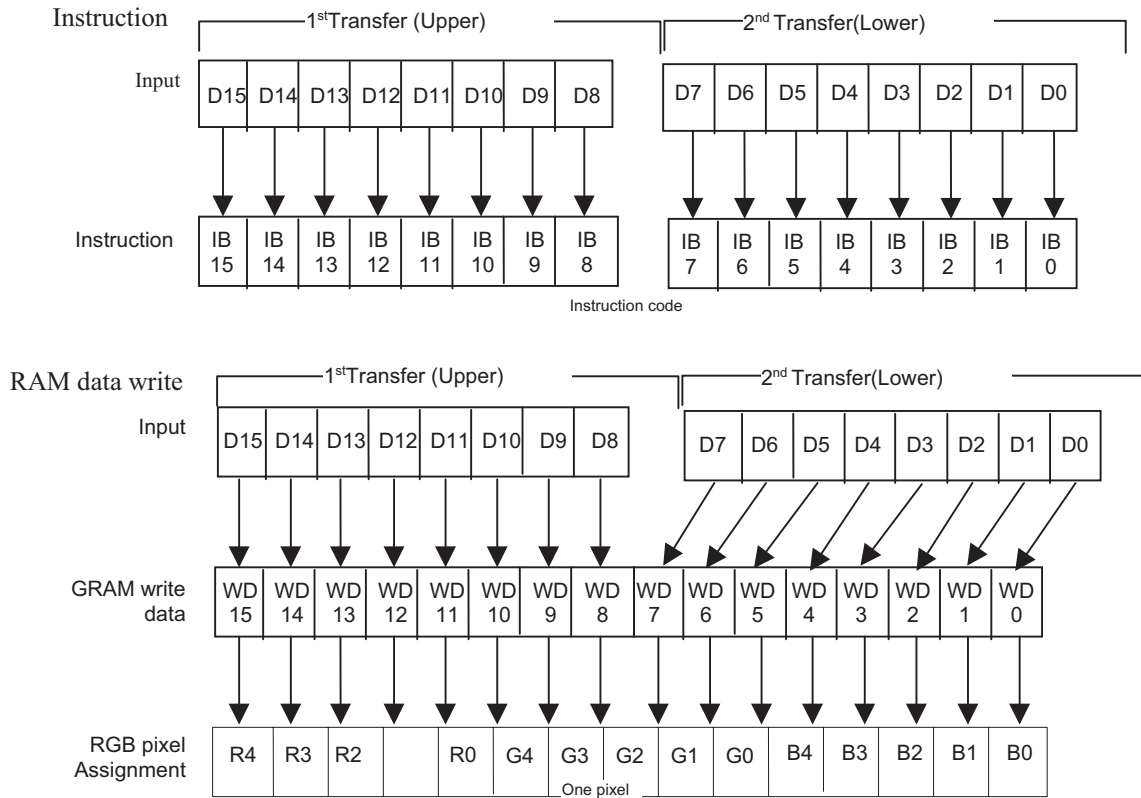 Instruction
1stTransfer (Upper)
2nd Transfer(Lower)
Input
D15 D14 D13 D12 D11 D10 D9 D8
D7 D6 D5 D4 D3 D2 D1 D0
Instruction
IB 15 IB 14 IB 13 IB 12 IB 11 IB 10 IB 9 IB 8
IB 7 IB 6 IB 5 IB 4 IB 3 IB 2 IB 1 IB 0
Instruction code
RAM data write
1stTransfer (Upper)
2nd Transfer(Lower)
Input
D15 D14 D13 D12 D11 D10 D9 D8
D7 D6 D5 D4 D3 D2 D1 D0
GRAM write
data
WD 15 WD 14 WD 13 WD 12 WD 11 WD 10 WD 9 WD 8 WD 7 WD 6 WD 5 WD 4 WD 3 WD 2 WD 1 WD 0
RGB pixel
Assignment
R4 R3 R2 R0 G4 G3 G2 G1 G0 B4 B3 B2 B1 B0
One pixel